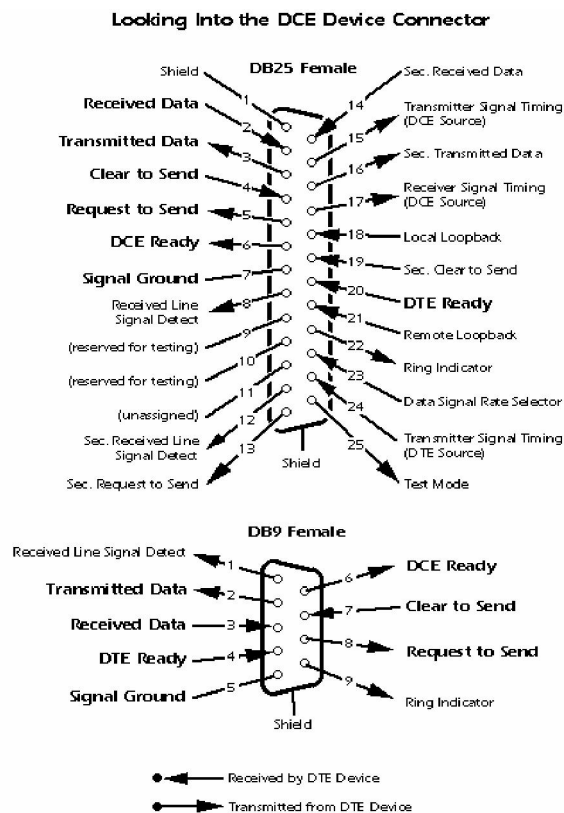 Looking Into the DCE Device Connector
DB25 Female
Shield
1
Received Data
2
Transmitted Data
3
Clear to Send
4
Request to Send
5
DCE Ready
6
Signal Ground
7
Received Line
Signal Detect
8
(reserved for testing)
9
(reserved for testing)
10
(unassigned)
11
Sec. Received Line
Signal Detect
12
Sec. Request to Send
13
Sec. Received Data
14
Transmitter Signal Timing
(DCE Source)
15
Sec. Transmitted Data
16
Receiver Signal Timing
(DCE Source)
17
Local Loopback
18
Sec. Clear to Send
19
DTE Ready
20
Remote Loopback
21
Ring Indicator
22
Data Signal Rate Selector
23
Transmitter Signal Timing
(DTE Source)
24
Test Mode
25
Shield
DB9 Female
Received Line Signal Detect
1
Transmitted Data
2
Received Data
3
DTE Ready
4
Signal Ground
5
DCE Ready
6
Clear to Send
7
Request to Send
8
Ring Indicator
9
Shield
Received by DTE Device
Transmitted from DTE Device